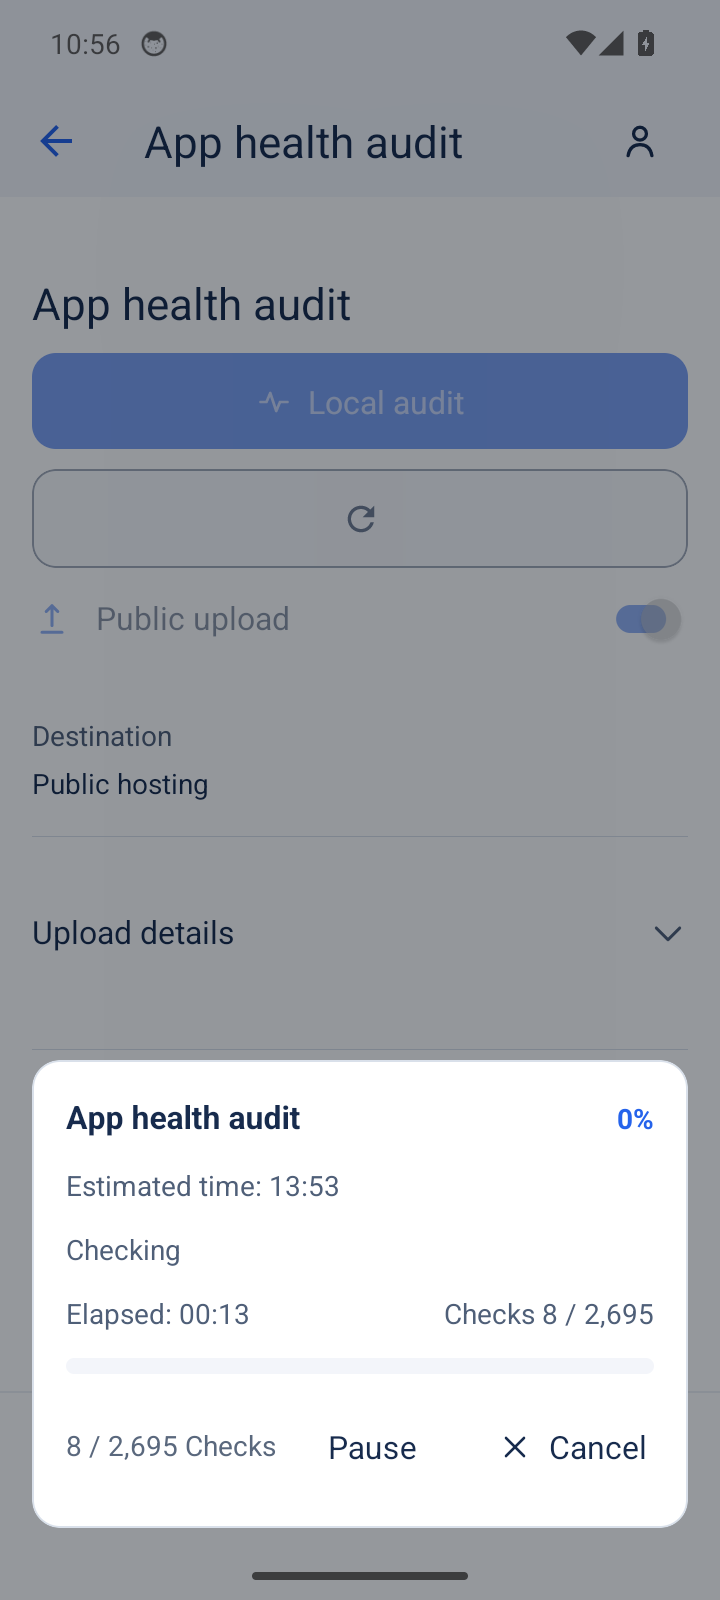 10:56
App health audit
App health audit
Local audit
Public upload
Destination
Public hosting
Upload details
App health audit 0%
Estimated time: 13:53
Checking
Elapsed: 00:13 Checks 8 / 2,695
8 / 2,695 Checks Pause Cancel